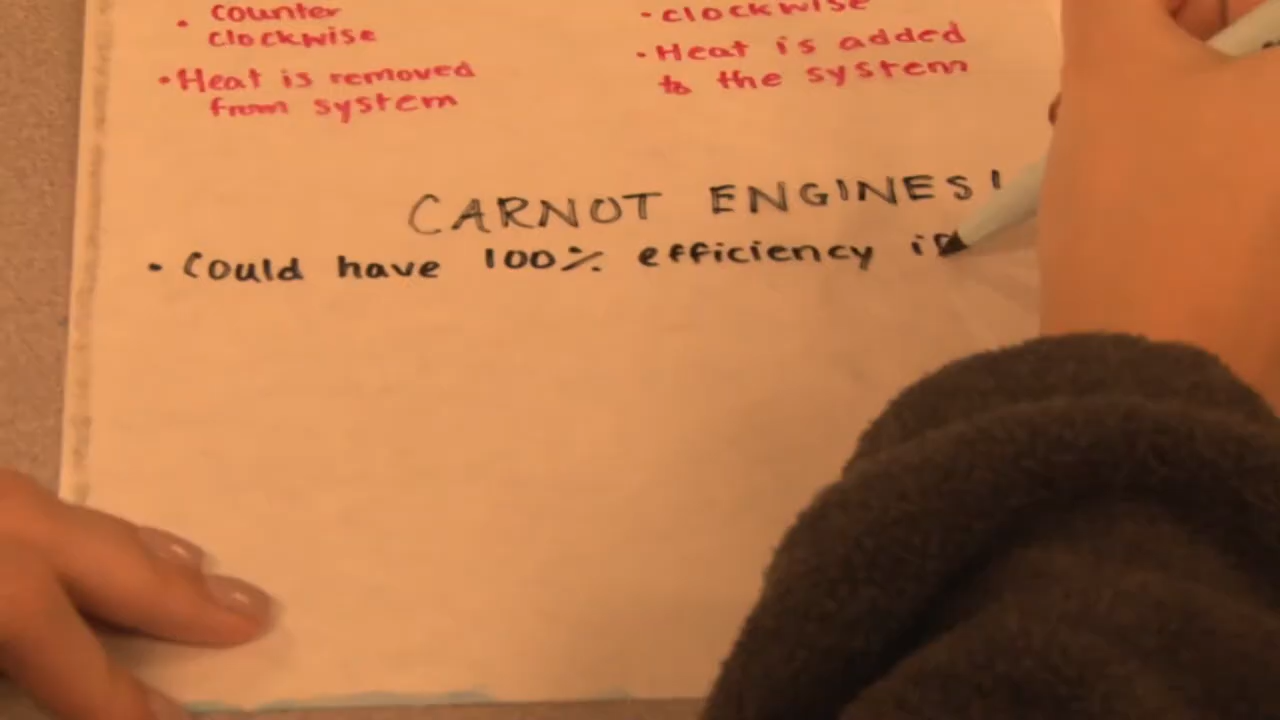 • Counter
clockwise
• Heat is removed
from system
• clockwise
• Heat is added
to the system
CARNOT ENGINES!
• Could have 100% efficiency if